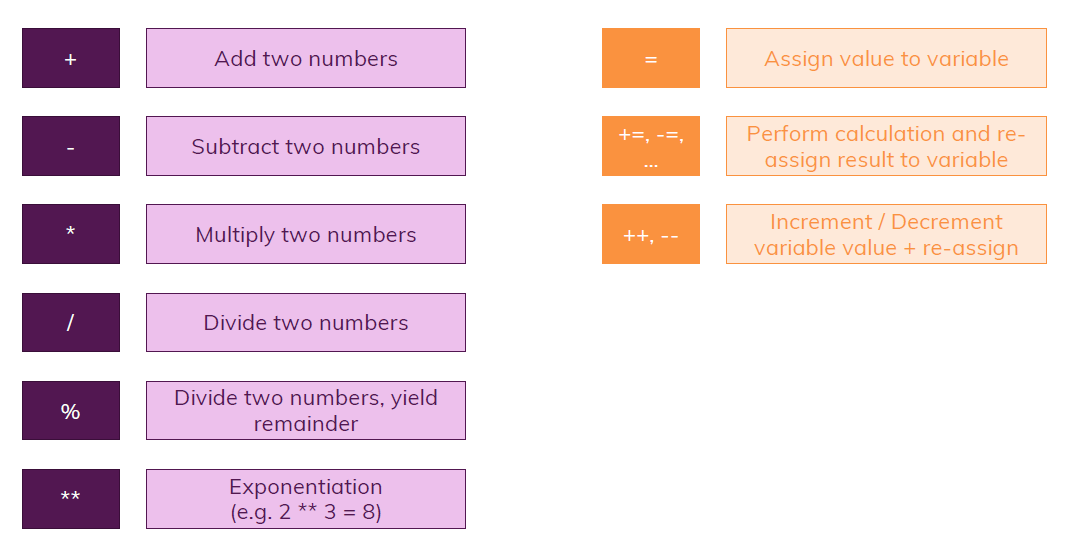 +
Add two numbers
-
Subtract two numbers
*
Multiply two numbers
/
Divide two numbers
%
Divide two numbers, yield
remainder
**
Exponentiation
(e.g. 2 ** 3 = 8)
=
Assign value to variable
+=, -=,
...
Perform calculation and re-
assign result to variable
++, --
Increment / Decrement
variable value + re-assign